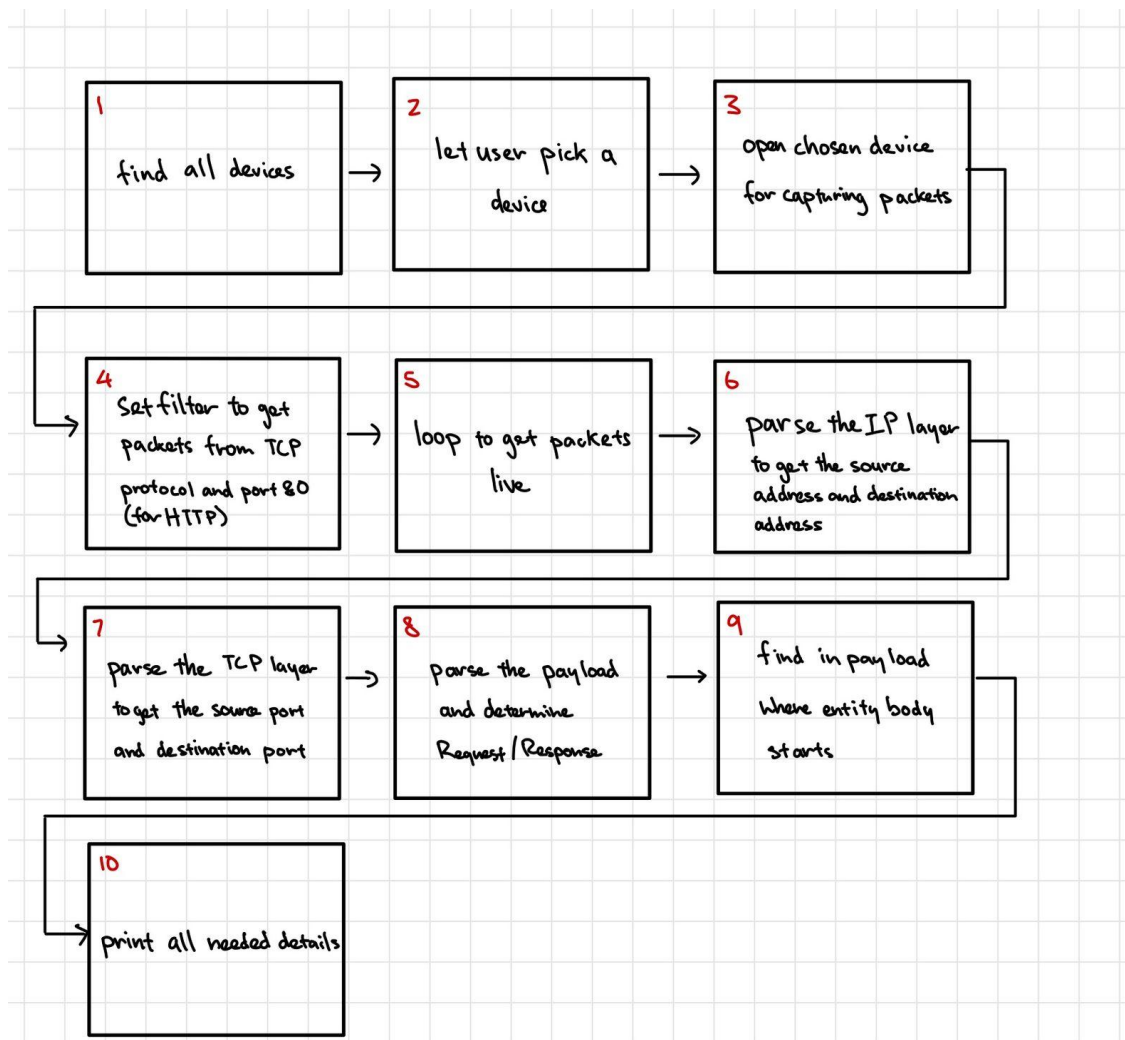 1
find all devices
2
let user pick a
device
3
open chosen device
for capturing packets
4
Set filter to get
packets from TCP
protocol and port 80
(for HTTP)
5
loop to get packets
live
6
parse the IP layer
to get the source
address and destination
address
7
parse the TCP layer
to get the source port
and destination port
8
parse the payload
and determine
Request/Response
9
find in payload
where entity body
starts
10
print all needed details